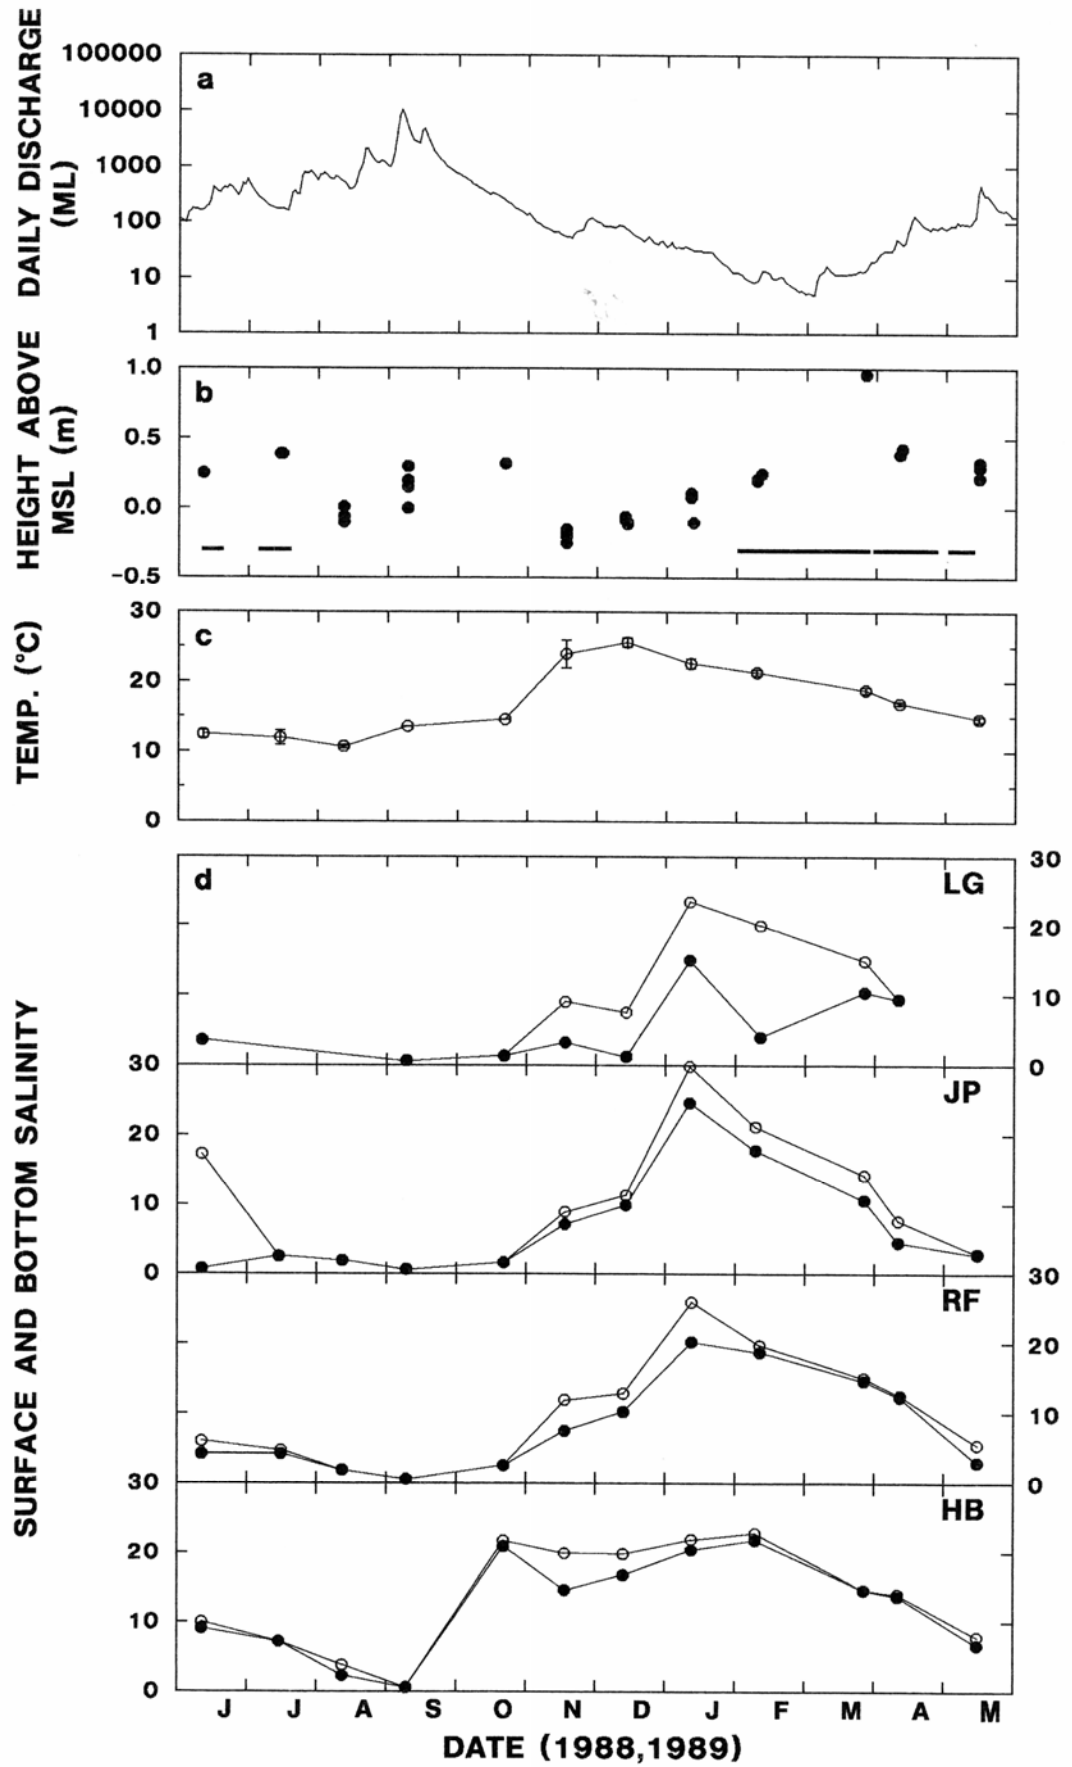 DAILY DISCHARGE
(ML)
100000
10000
1000
100
10
1
a
HEIGHT ABOVE
MSL (m)
1.0
0.5
0.0
-0.5
b
TEMP. (°C)
30
20
10
0
c
SURFACE AND BOTTOM SALINITY
d
LG
30
20
10
0
30
20
10
0
JP
RF
30
20
10
0
30
20
10
0
HB
J J A S O N D J F M A M
DATE (1988,1989)